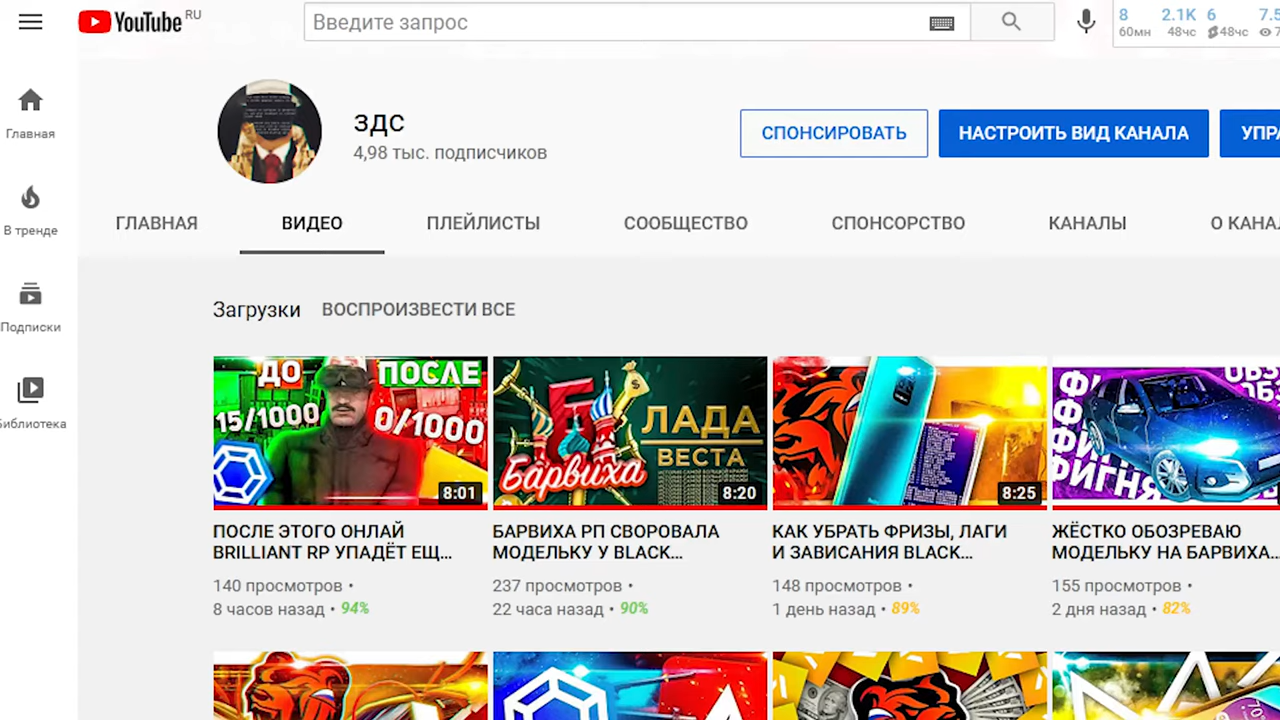 YouTube RU
Введите запрос
8 2.1K 6 7.5
60мн 48чс 48чс
Главная
В тренде
Подписки
Библиотека
ЗДС
4,98 тыс. подписчиков
СПОНСИРОВАТЬ
НАСТРОИТЬ ВИД КАНАЛА
УПРА
ГЛАВНАЯ ВИДЕО ПЛЕЙЛИСТЫ СООБЩЕСТВО СПОНСОРСТВО КАНАЛЫ О КАНАЛ
Загрузки ВОСПРОИЗВЕСТИ ВСЕ
ДО ПОСЛЕ
15/1000 0/1000
8:01
Барвиха
ЛАДА
ВЕСТА
8:20
8:25
ФИГНЯ
ПОСЛЕ ЭТОГО ОНЛАЙ
BRILLIANT RP УПАДЁТ ЕЩ...
140 просмотров •
8 часов назад • 94%
БАРВИХА РП СВОРОВАЛА
МОДЕЛЬКУ У BLACK...
237 просмотров •
22 часа назад • 90%
КАК УБРАТЬ ФРИЗЫ, ЛАГИ
И ЗАВИСАНИЯ BLACK...
148 просмотров •
1 день назад • 89%
ЖЁСТКО ОБОЗРЕВАЮ
МОДЕЛЬКУ НА БАРВИХА...
155 просмотров •
2 дня назад • 82%